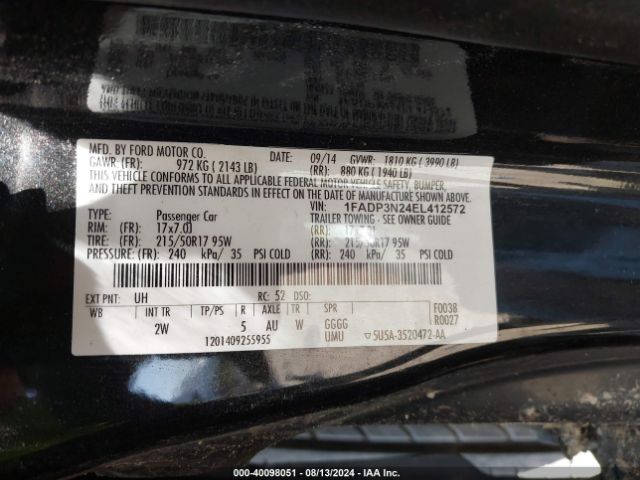 MFD. BY FORD MOTOR CO.
DATE: 09/14 GVWR: 1810 KG ( 3990 LB)
GAWR: (FR): 972 KG ( 2143 LB) (RR): 880 KG ( 1940 LB)
THIS VEHICLE CONFORMS TO ALL APPLICABLE FEDERAL MOTOR VEHICLE SAFETY, BUMPER,
AND THEFT PREVENTION STANDARDS IN EFFECT ON THE DATE OF MANUFACTURE SHOWN ABOVE.
VIN: 1FADP3N24EL412572
TYPE: Passenger Car TRAILER TOWING - SEE OWNER GUIDE
RIM: (FR) 17x7.0J (RR)
TIRE: 215/50R17 95W 215/50R17 95W
PRESSURE: (FR) 240 kPa/ 35 PSI COLD (RR): 240 kPa/ 35 PSI COLD
EXT PNT: UH RC: 52 DSO:
WB INT TR TP/PS R AXLE TR SPR F0038
2W 5 AU W GGGG R0027
1201409255955 UMU SU5A-3520472-AA
000-40098051 - 08/13/2024 - IAA Inc.